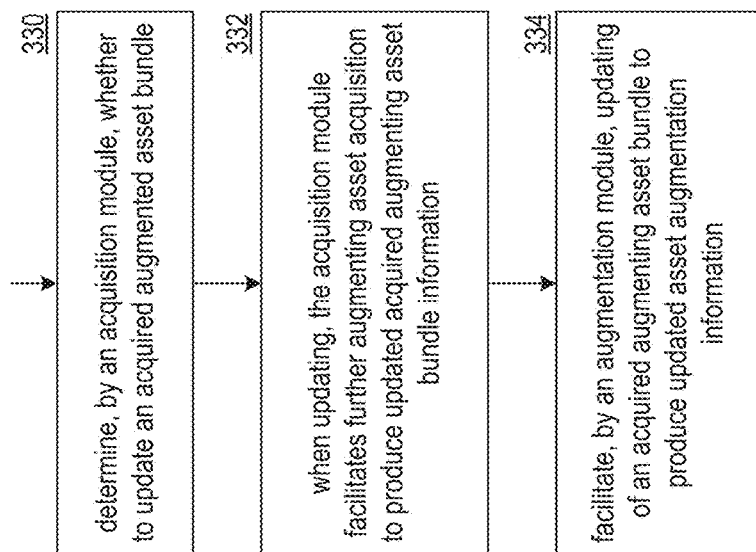 330
determine, by an acquisition module, whether
to update an acquired augmented asset bundle
332
when updating, the acquisition module
facilitates further augmenting asset acquisition
to produce updated acquired augmenting asset
bundle information
334
facilitate, by an augmentation module, updating
of an acquired augmenting asset bundle to
produce updated asset augmentation
information